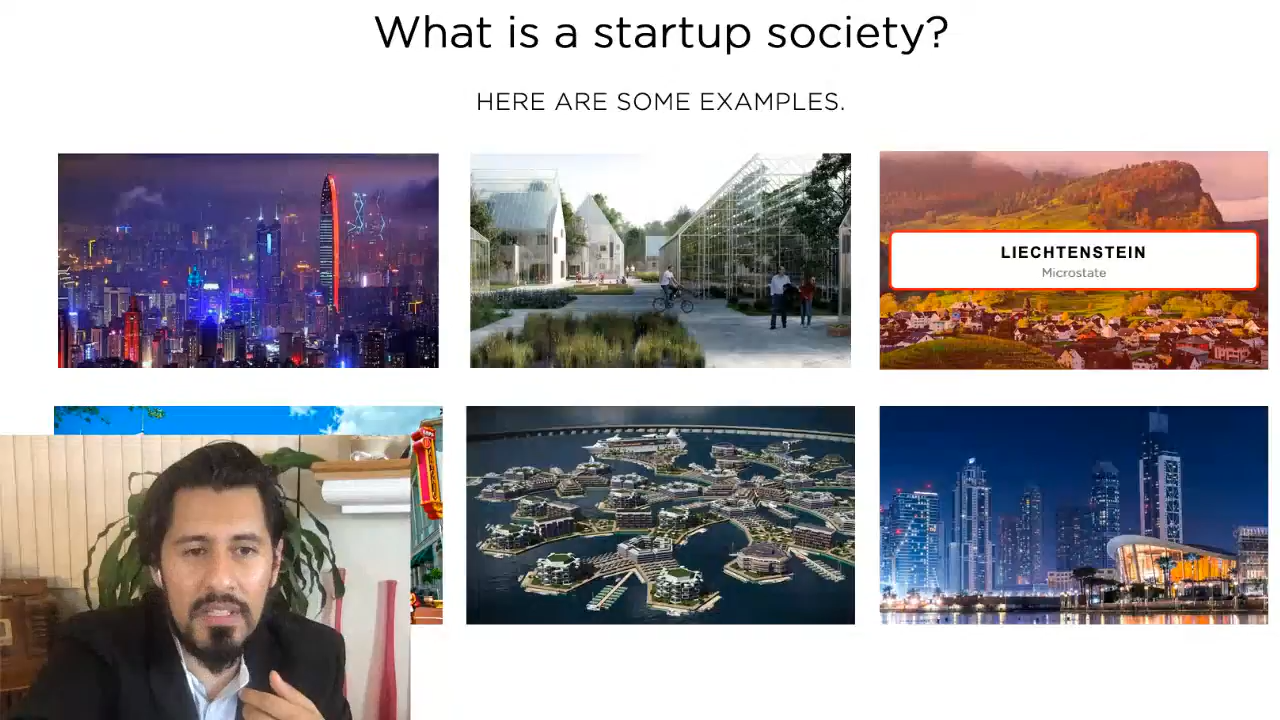 What is a startup society?
HERE ARE SOME EXAMPLES.
LIECHTENSTEIN
Microstate